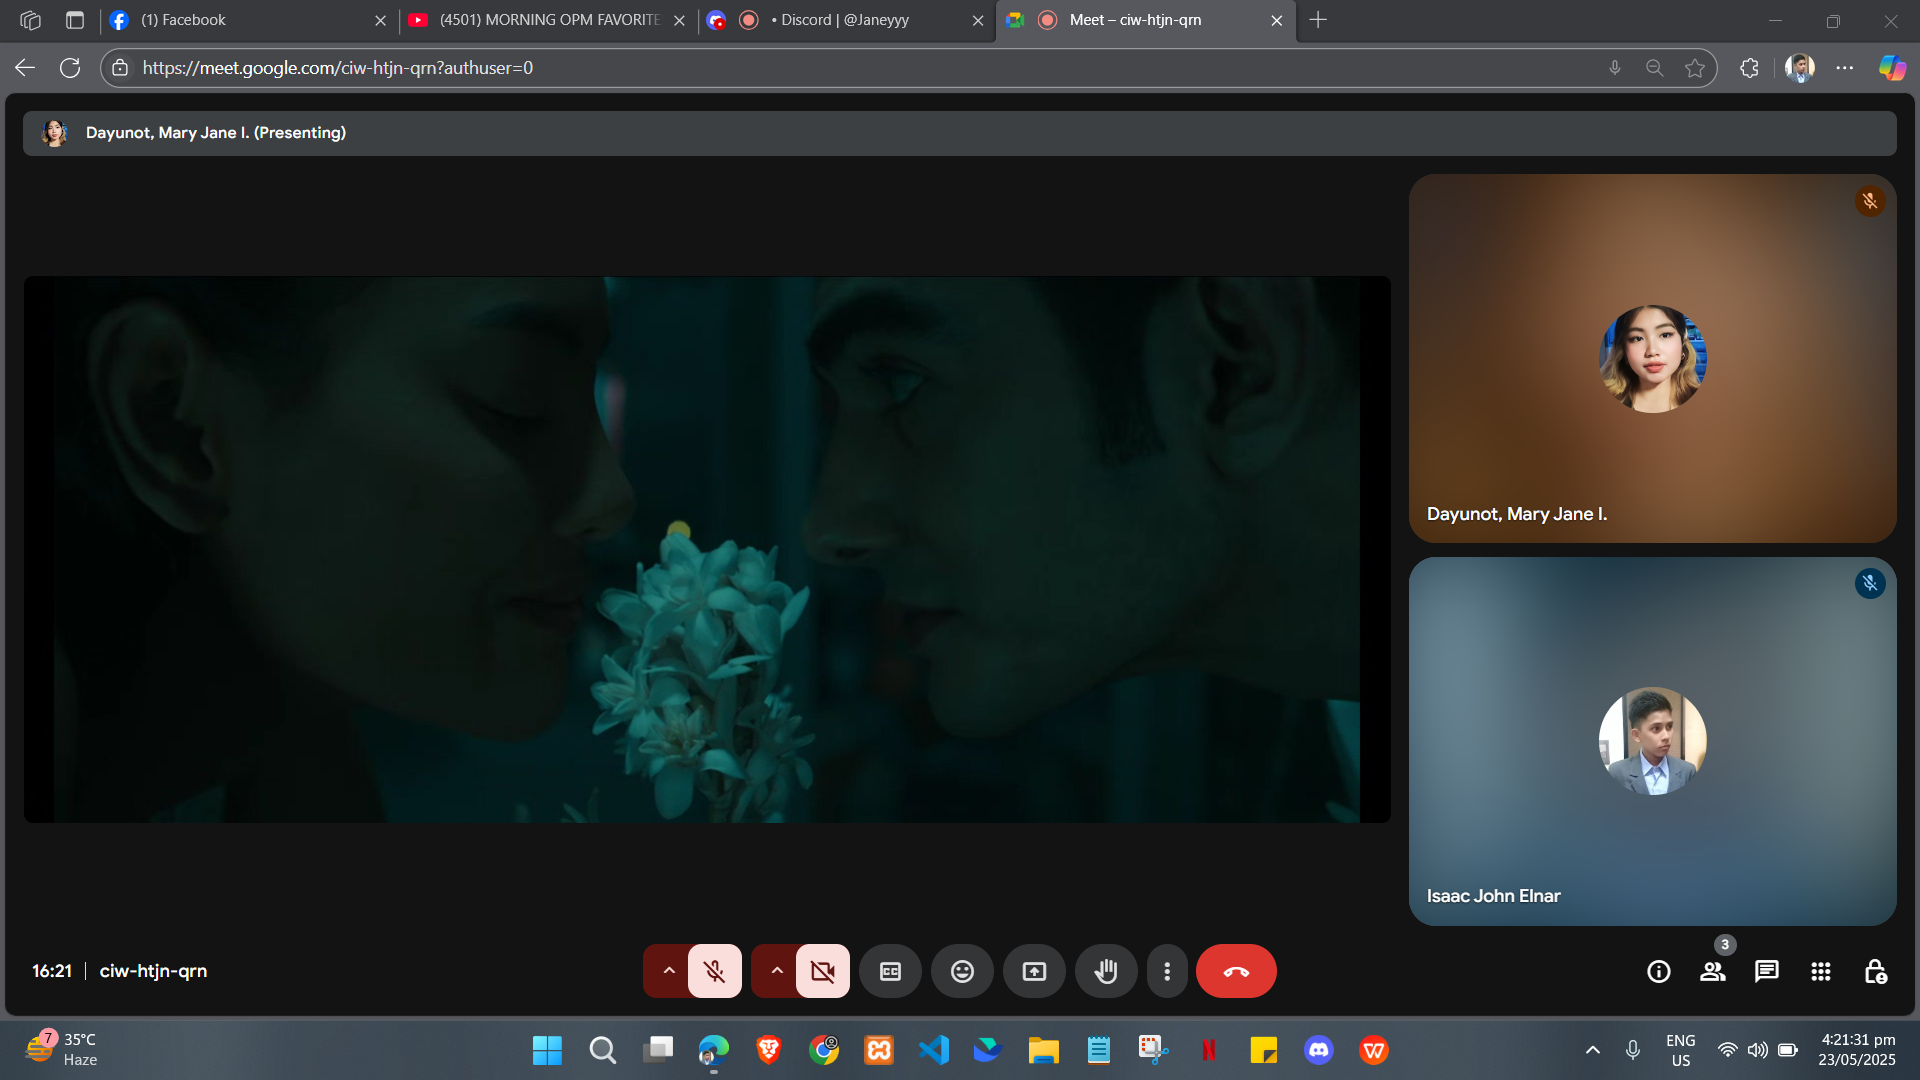 (1) Facebook
(4501) MORNING OPM FAVORITE
• Discord | @Janeyyy
Meet – ciw-htjn-qrn
https://meet.google.com/ciw-htjn-qrn?authuser=0
Dayunot, Mary Jane I. (Presenting)
Dayunot, Mary Jane I.
Isaac John Elnar
16:21 | ciw-htjn-qrn
CC
3
7
35°C
Haze
ENG
US
4:21:31 pm
23/05/2025